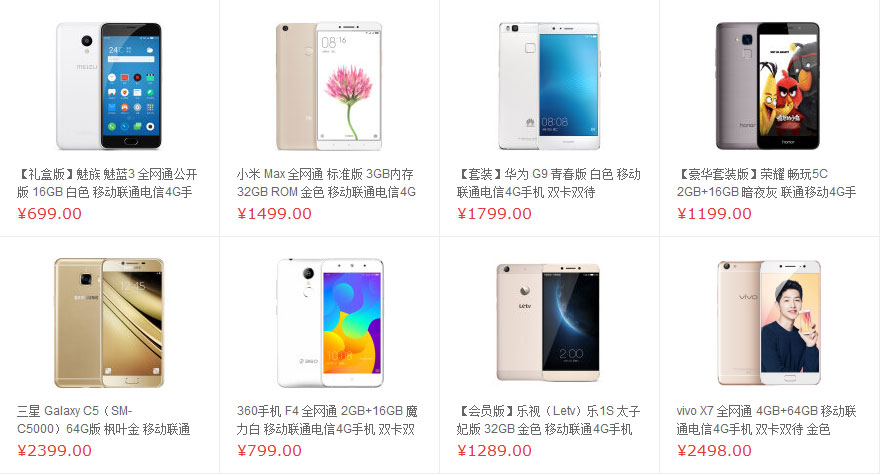 MEIZU
24℃
08
16
HUAWEI
08:08
honor
honor
【礼盒版】魅族 魅蓝3 全网通公开
版 16GB 白色 移动联通电信4G手
¥699.00
小米 Max 全网通 标准版 3GB内存
32GB ROM 金色 移动联通电信4G
¥1499.00
【套装】华为 G9 青春版 白色 移动
联通电信4G手机 双卡双待
¥1799.00
【豪华套装版】荣耀 畅玩5C
2GB+16GB 暗夜灰 联通移动4G手
¥1199.00
SAMSUNG
12:15
360
Letv
2:00
vivo
三星 Galaxy C5（SM-
C5000）64G版 枫叶金 移动联通
¥2399.00
360手机 F4 全网通 2GB+16GB 魔
力白 移动联通电信4G手机 双卡双
¥799.00
【会员版】乐视（Letv）乐1S 太子
妃版 32GB 金色 移动联通4G手机
¥1289.00
vivo X7 全网通 4GB+64GB 移动联
通电信4G手机 双卡双待 金色
¥2498.00